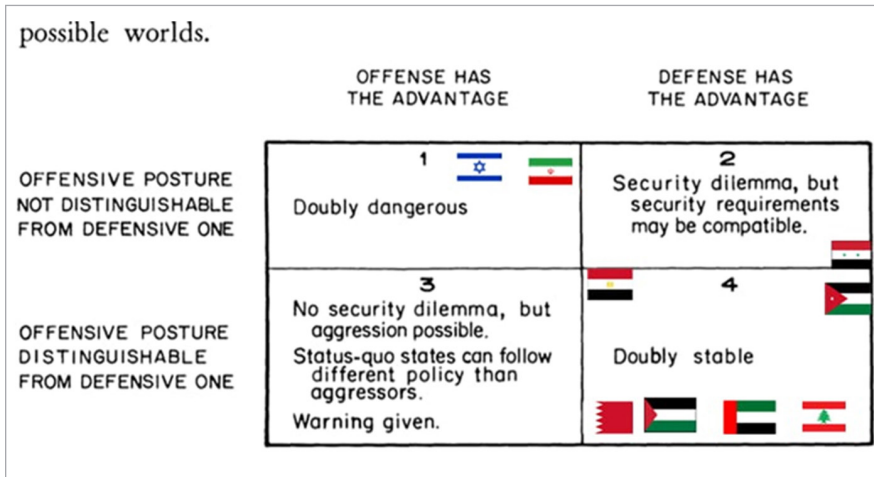 possible worlds.
OFFENSE HAS
THE ADVANTAGE
DEFENSE HAS
THE ADVANTAGE
OFFENSIVE POSTURE
NOT DISTINGUISHABLE
FROM DEFENSIVE ONE
1
Doubly dangerous
2
Security dilemma, but
security requirements
may be compatible.
OFFENSIVE POSTURE
DISTINGUISHABLE
FROM DEFENSIVE ONE
3
No security dilemma, but
aggression possible.
Status-quo states can follow
different policy than
aggressors.
Warning given.
4
Doubly stable